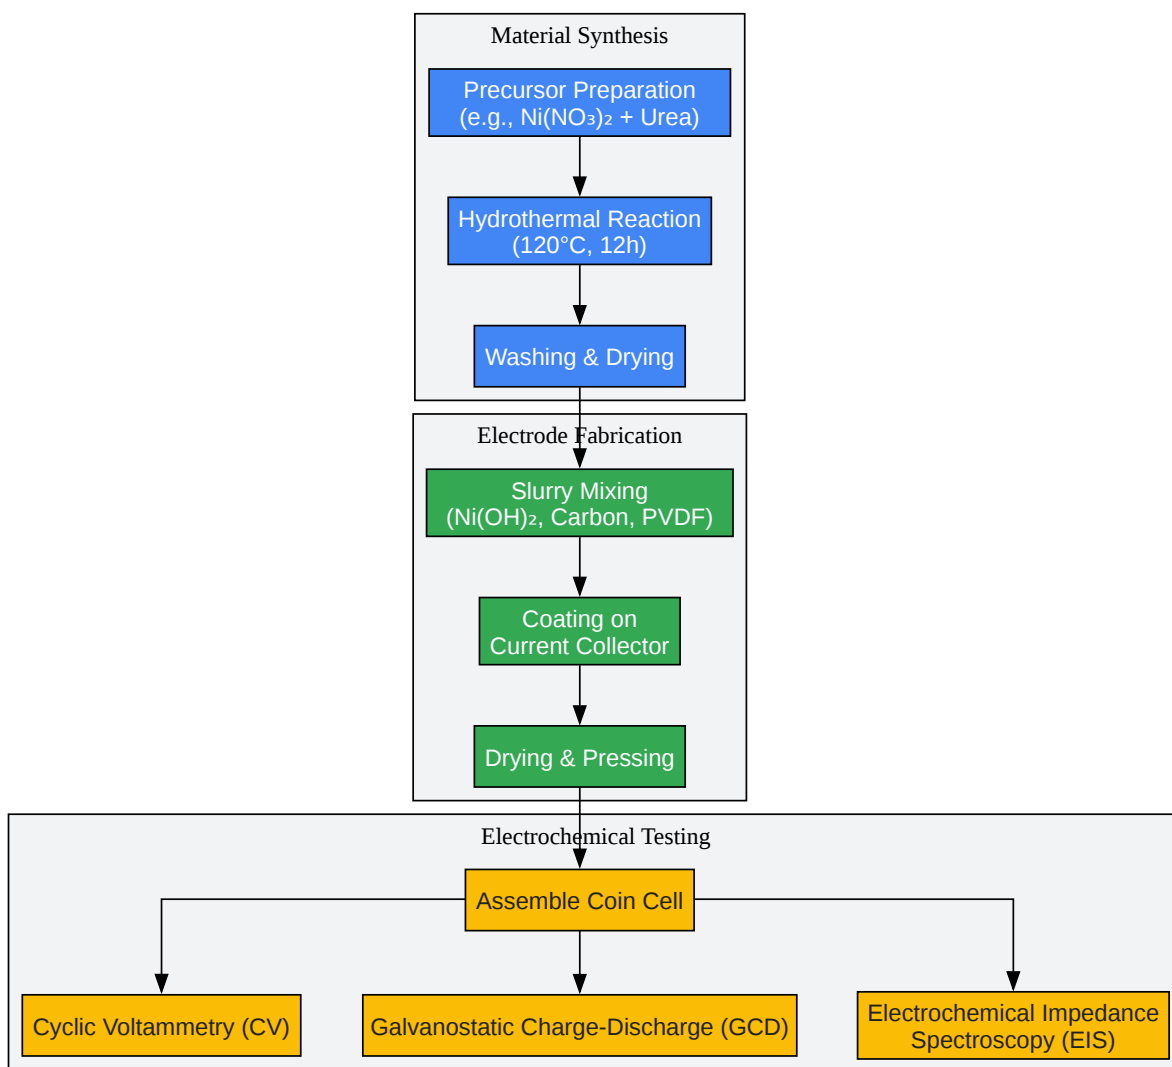 Material Synthesis
Precursor Preparation
(e.g., Ni(NO₃)₂ + Urea)
Hydrothermal Reaction
(120°C, 12h)
Washing & Drying
Electrode Fabrication
Slurry Mixing
(Ni(OH)₂, Carbon, PVDF)
Coating on
Current Collector
Drying & Pressing
Electrochemical Testing
Assemble Coin Cell
Cyclic Voltammetry (CV)
Galvanostatic Charge-Discharge (GCD)
Electrochemical Impedance
Spectroscopy (EIS)